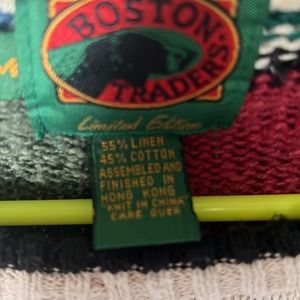 BOSTON
TRADERS
Limited Edition
55% LINEN
45% COTTON
ASSEMBLED AND
FINISHED IN
HONG KONG
KNIT IN CHINA
CARE OVER